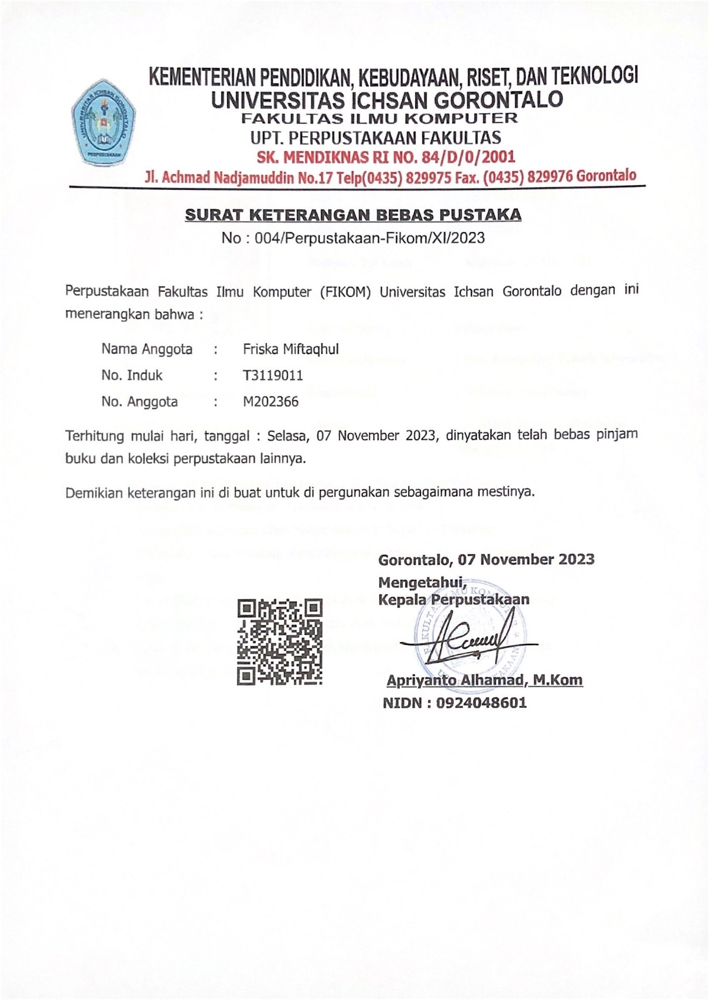 KEMENTERIAN PENDIDIKAN, KEBUDAYAAN, RISET, DAN TEKNOLOGI
UNIVERSITAS ICHSAN GORONTALO
FAKULTAS ILMU KOMPUTER
UPT. PERPUSTAKAAN FAKULTAS
SK. MENDIKNAS RI NO. 84/D/0/2001
Jl. Achmad Nadjamuddin No.17 Telp(0435) 829975 Fax. (0435) 829976 Gorontalo
UNIVERSITAS ICHSAN GORONTALO
PERPUSTAKAAN
SURAT KETERANGAN BEBAS PUSTAKA
No : 004/Perpustakaan-Fikom/XI/2023
Perpustakaan Fakultas Ilmu Komputer (FIKOM) Universitas Ichsan Gorontalo dengan ini
menerangkan bahwa :
Nama Anggota : Friska Miftaqhul
No. Induk : T3119011
No. Anggota : M202366
Terhitung mulai hari, tanggal : Selasa, 07 November 2023, dinyatakan telah bebas pinjam
buku dan koleksi perpustakaan lainnya.
Demikian keterangan ini di buat untuk di pergunakan sebagaimana mestinya.
Gorontalo, 07 November 2023
Mengetahui,
Kepala Perpustakaan
FAKULTAS ILMU KOMPUTER
Apriyanto Alhamad, M.Kom
NIDN : 0924048601